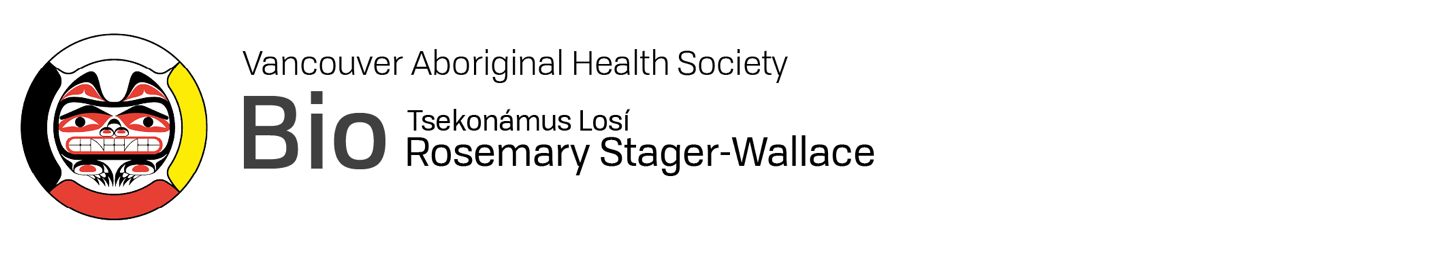 Vancouver Aboriginal Health Society
Bio
Tsekonámus Losí
Rosemary Stager-Wallace